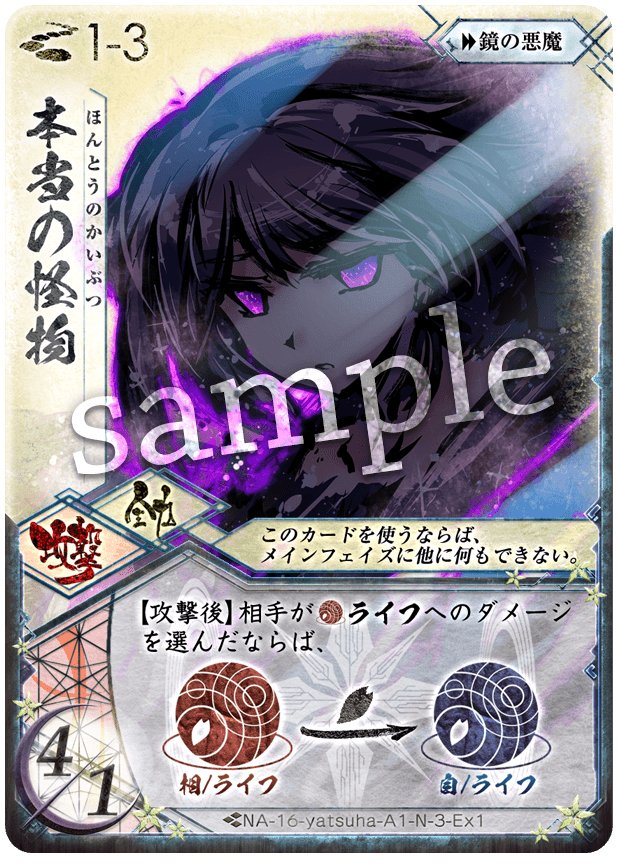 1-3
鏡の悪魔
本当の怪物
ほんとうのかいぶつ
sample
攻撃
全力
このカードを使うならば、
メインフェイズに他に何もできない。
【攻撃後】相手がライフへのダメージ
を選んだならば、
相/ライフ
自/ライフ
4/1
NA-16-yatsuha-A1-N-3-Ex1